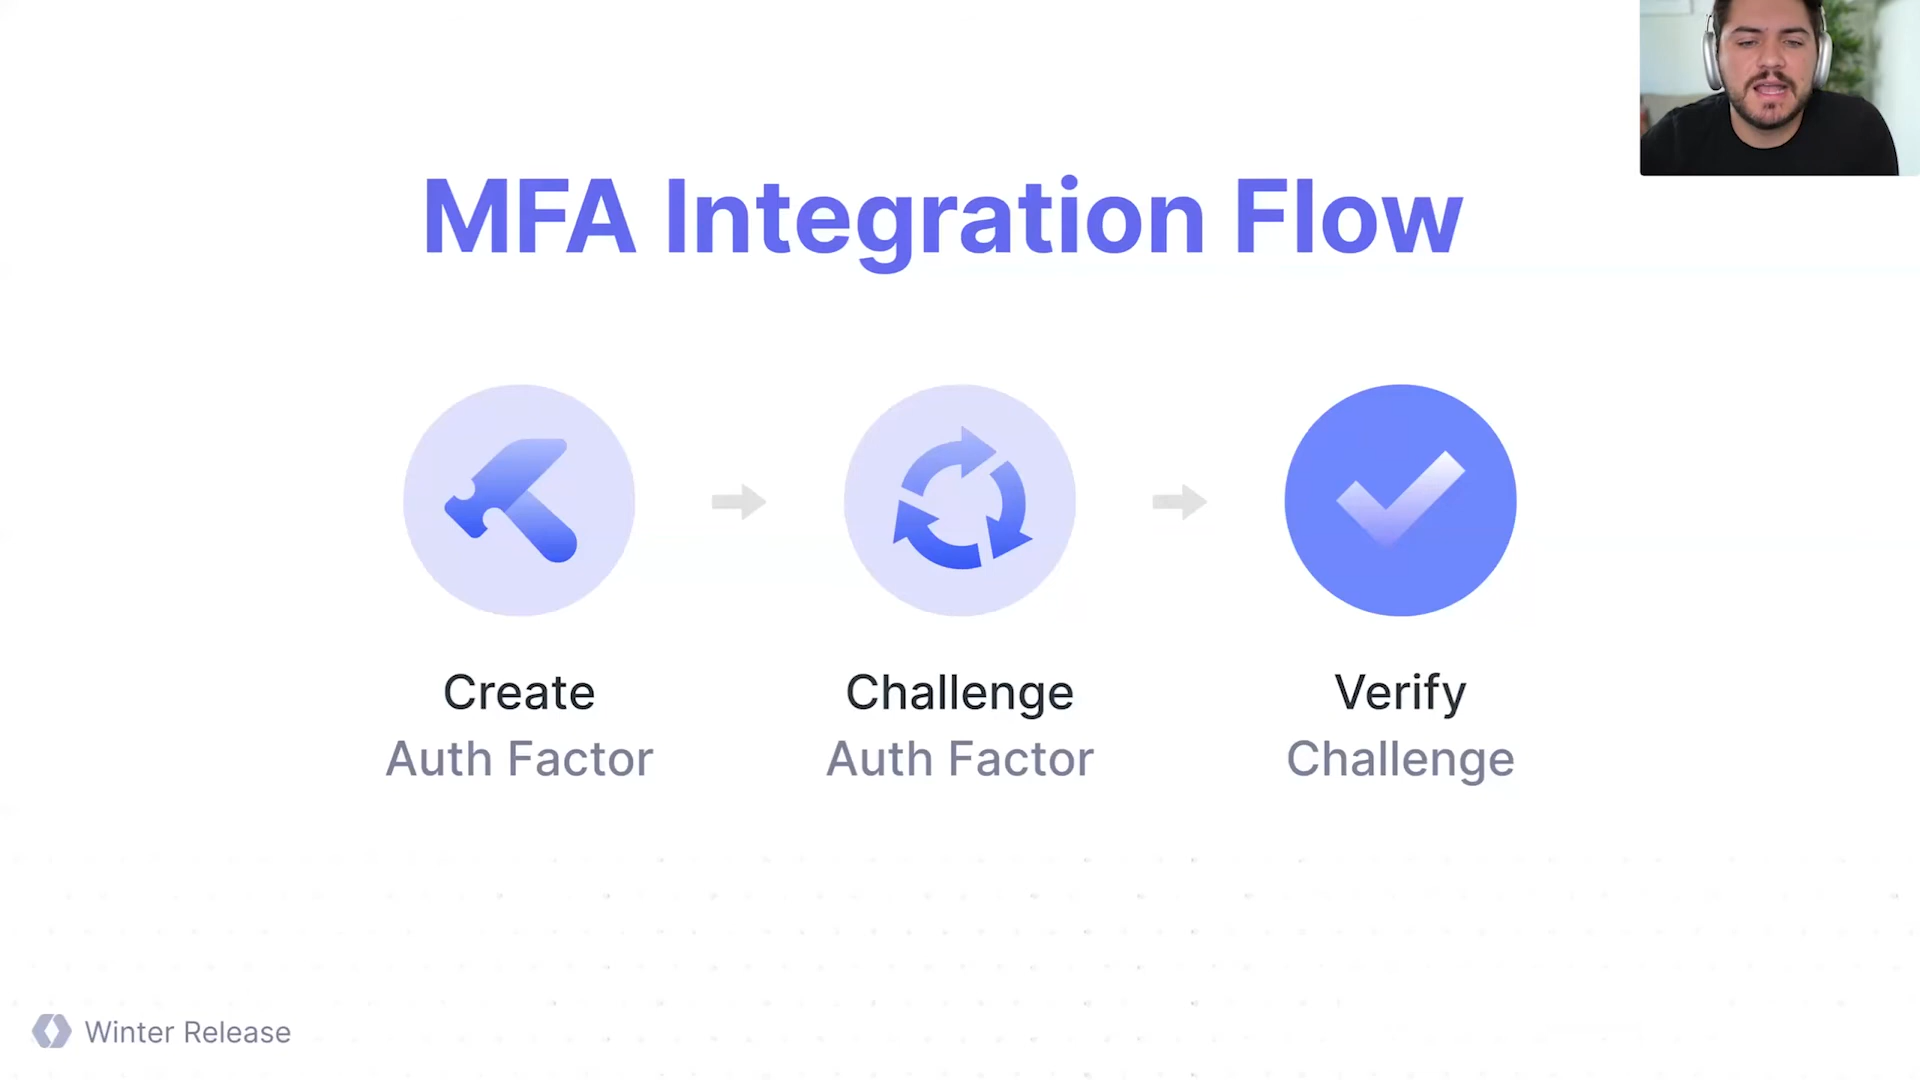 MFA Integration Flow
Create
Auth Factor
Challenge
Auth Factor
Verify
Challenge
Winter Release